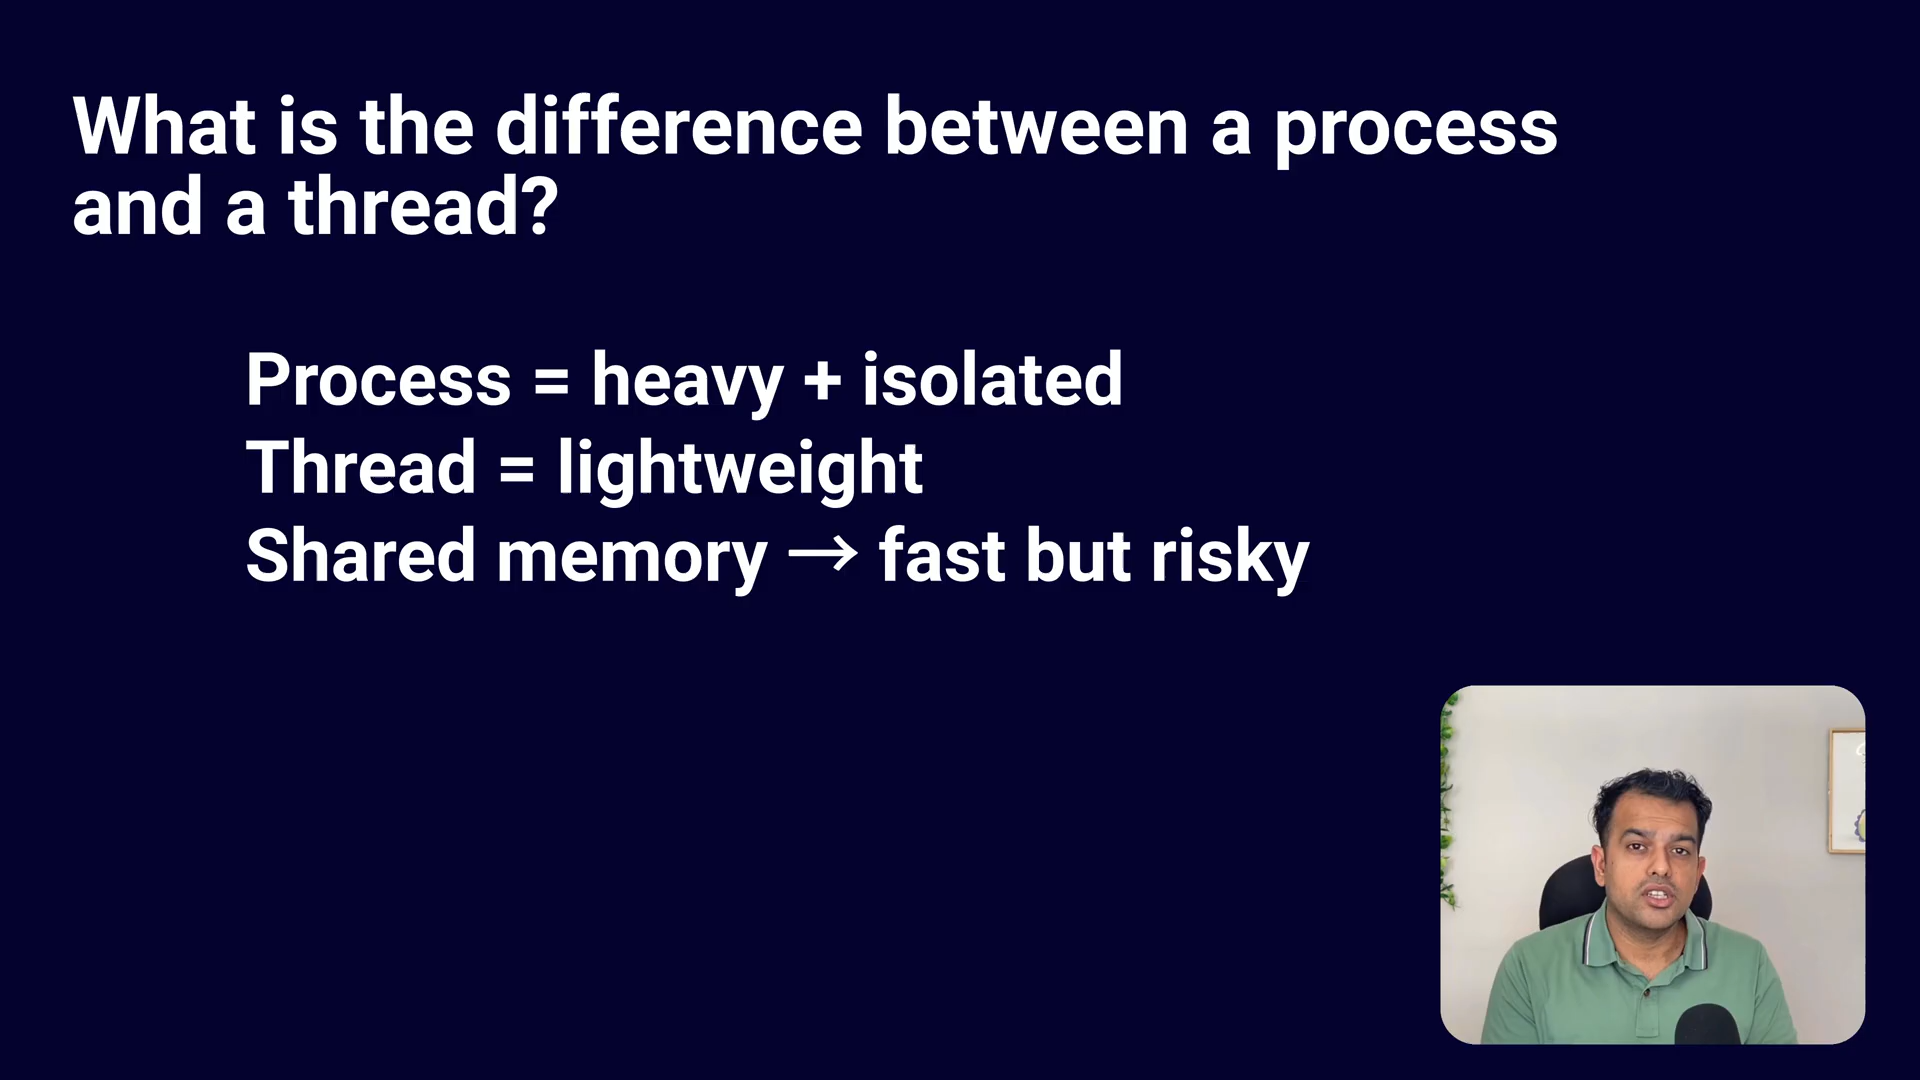 What is the difference between a process
and a thread?
Process = heavy + isolated
Thread = lightweight
Shared memory → fast but risky